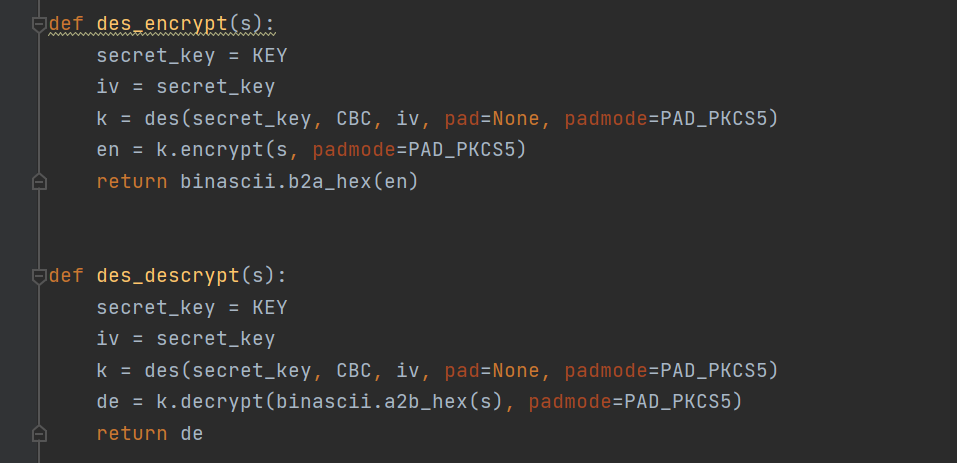 def des_encrypt(s):
    secret_key = KEY
    iv = secret_key
    k = des(secret_key, CBC, iv, pad=None, padmode=PAD_PKCS5)
    en = k.encrypt(s, padmode=PAD_PKCS5)
    return binascii.b2a_hex(en)
def des_descrypt(s):
    secret_key = KEY
    iv = secret_key
    k = des(secret_key, CBC, iv, pad=None, padmode=PAD_PKCS5)
    de = k.decrypt(binascii.a2b_hex(s), padmode=PAD_PKCS5)
    return de